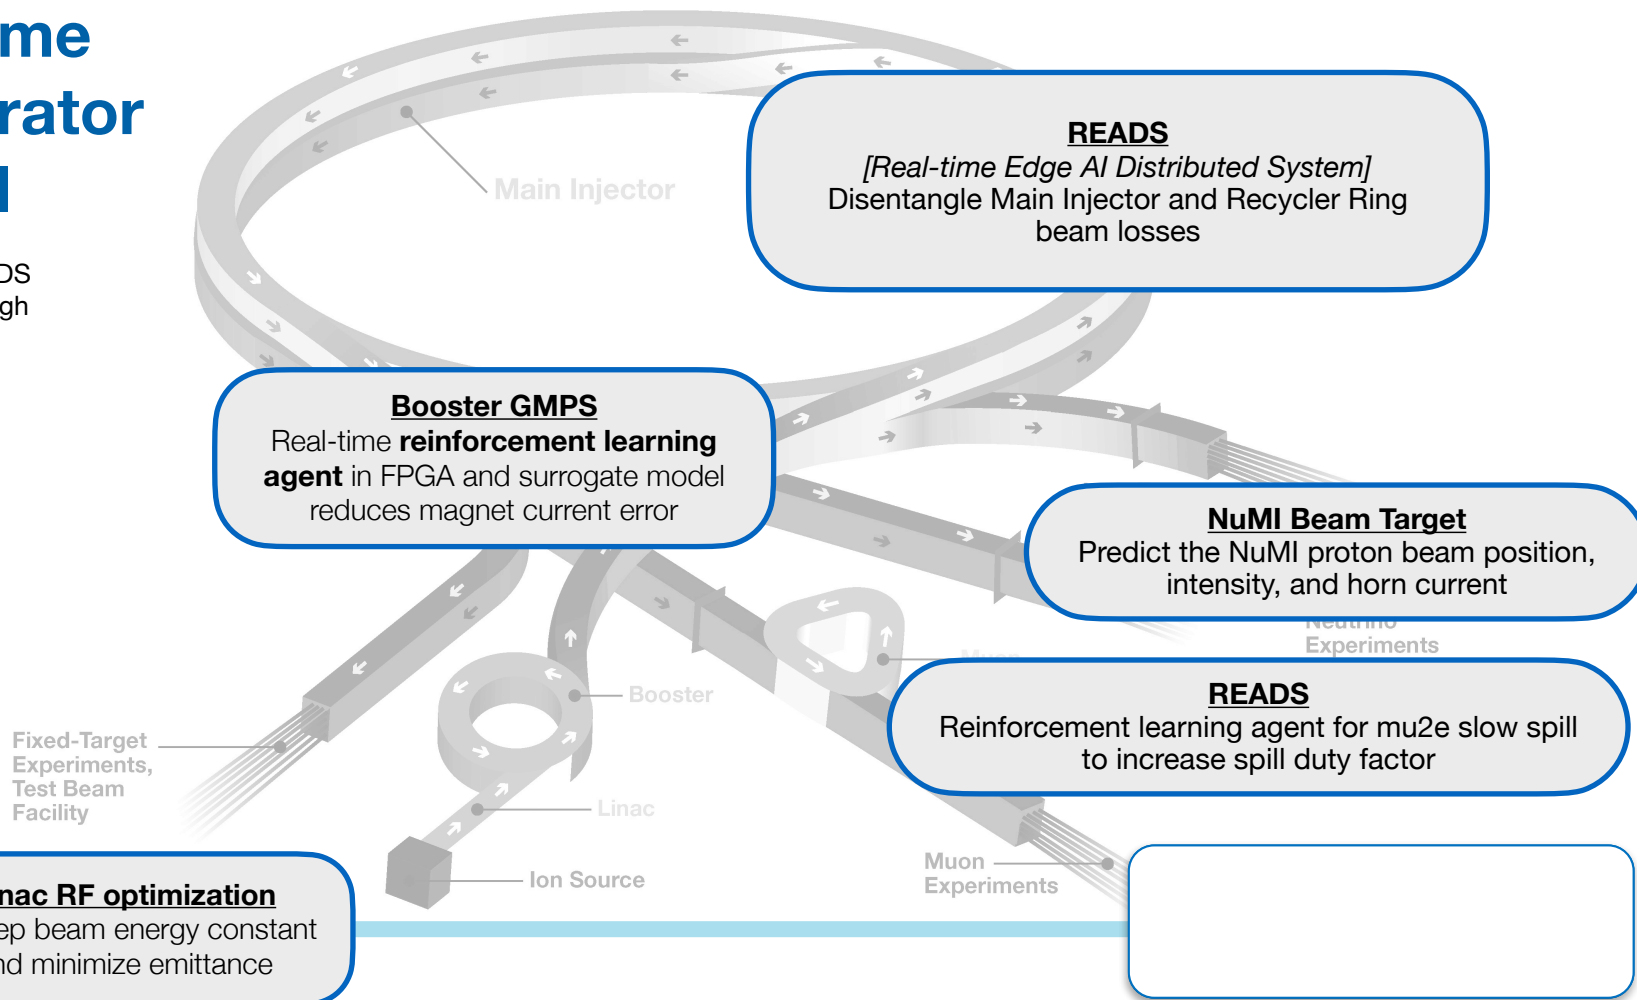 me
rator
DS
gh
Main Injector
READS
[Real-time Edge AI Distributed System]
Disentangle Main Injector and Recycler Ring
beam losses
Booster GMPS
Real-time reinforcement learning
agent in FPGA and surrogate model
reduces magnet current error
NuMI Beam Target
Predict the NuMI proton beam position,
intensity, and horn current
Neutrino
Experiments
Muon
READS
Reinforcement learning agent for mu2e slow spill
to increase spill duty factor
Booster
Fixed-Target
Experiments,
Test Beam
Facility
Linac
Ion Source
Muon
Experiments
nac RF optimization
ep beam energy constant
nd minimize emittance